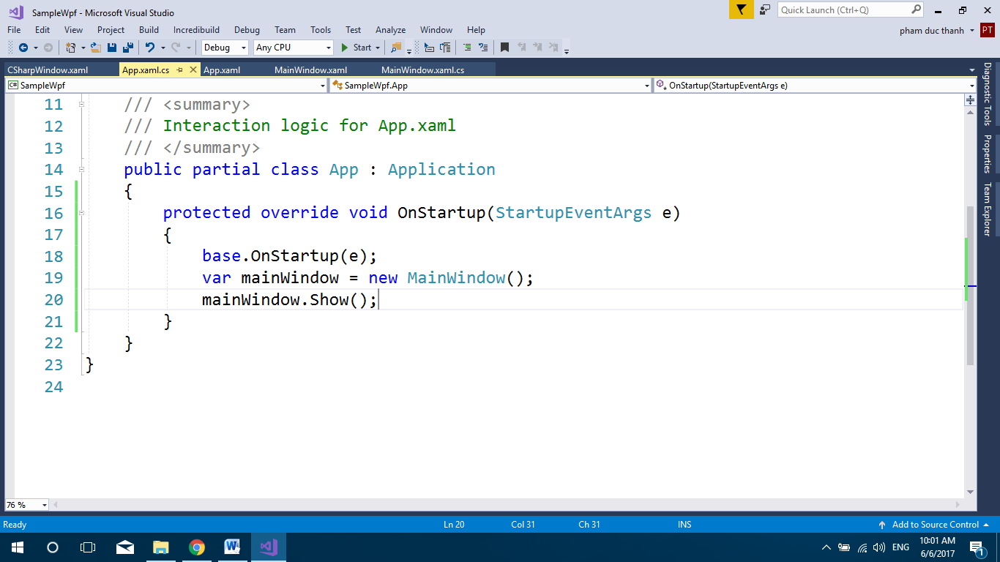 SampleWpf - Microsoft Visual Studio
Quick Launch (Ctrl+Q)
File Edit View Project Build Incredibuild Debug Team Tools Test Analyze Window Help
pham duc thanh PT
Debug Any CPU Start
CSharpWindow.xaml App.xaml.cs App.xaml MainWindow.xaml MainWindow.xaml.cs
C# SampleWpf SampleWpf.App OnStartup(StartupEventArgs e)
11 /// <summary>
12 /// Interaction logic for App.xaml
13 /// </summary>
14 public partial class App : Application
15 {
16 protected override void OnStartup(StartupEventArgs e)
17 {
18 base.OnStartup(e);
19 var mainWindow = new MainWindow();
20 mainWindow.Show();
21 }
22 }
23 }
24
Diagnostic Tools
Properties
Team Explorer
76 %
Ready Ln 20 Col 31 Ch 31 INS Add to Source Control
ENG 10:01 AM
6/6/2017
1